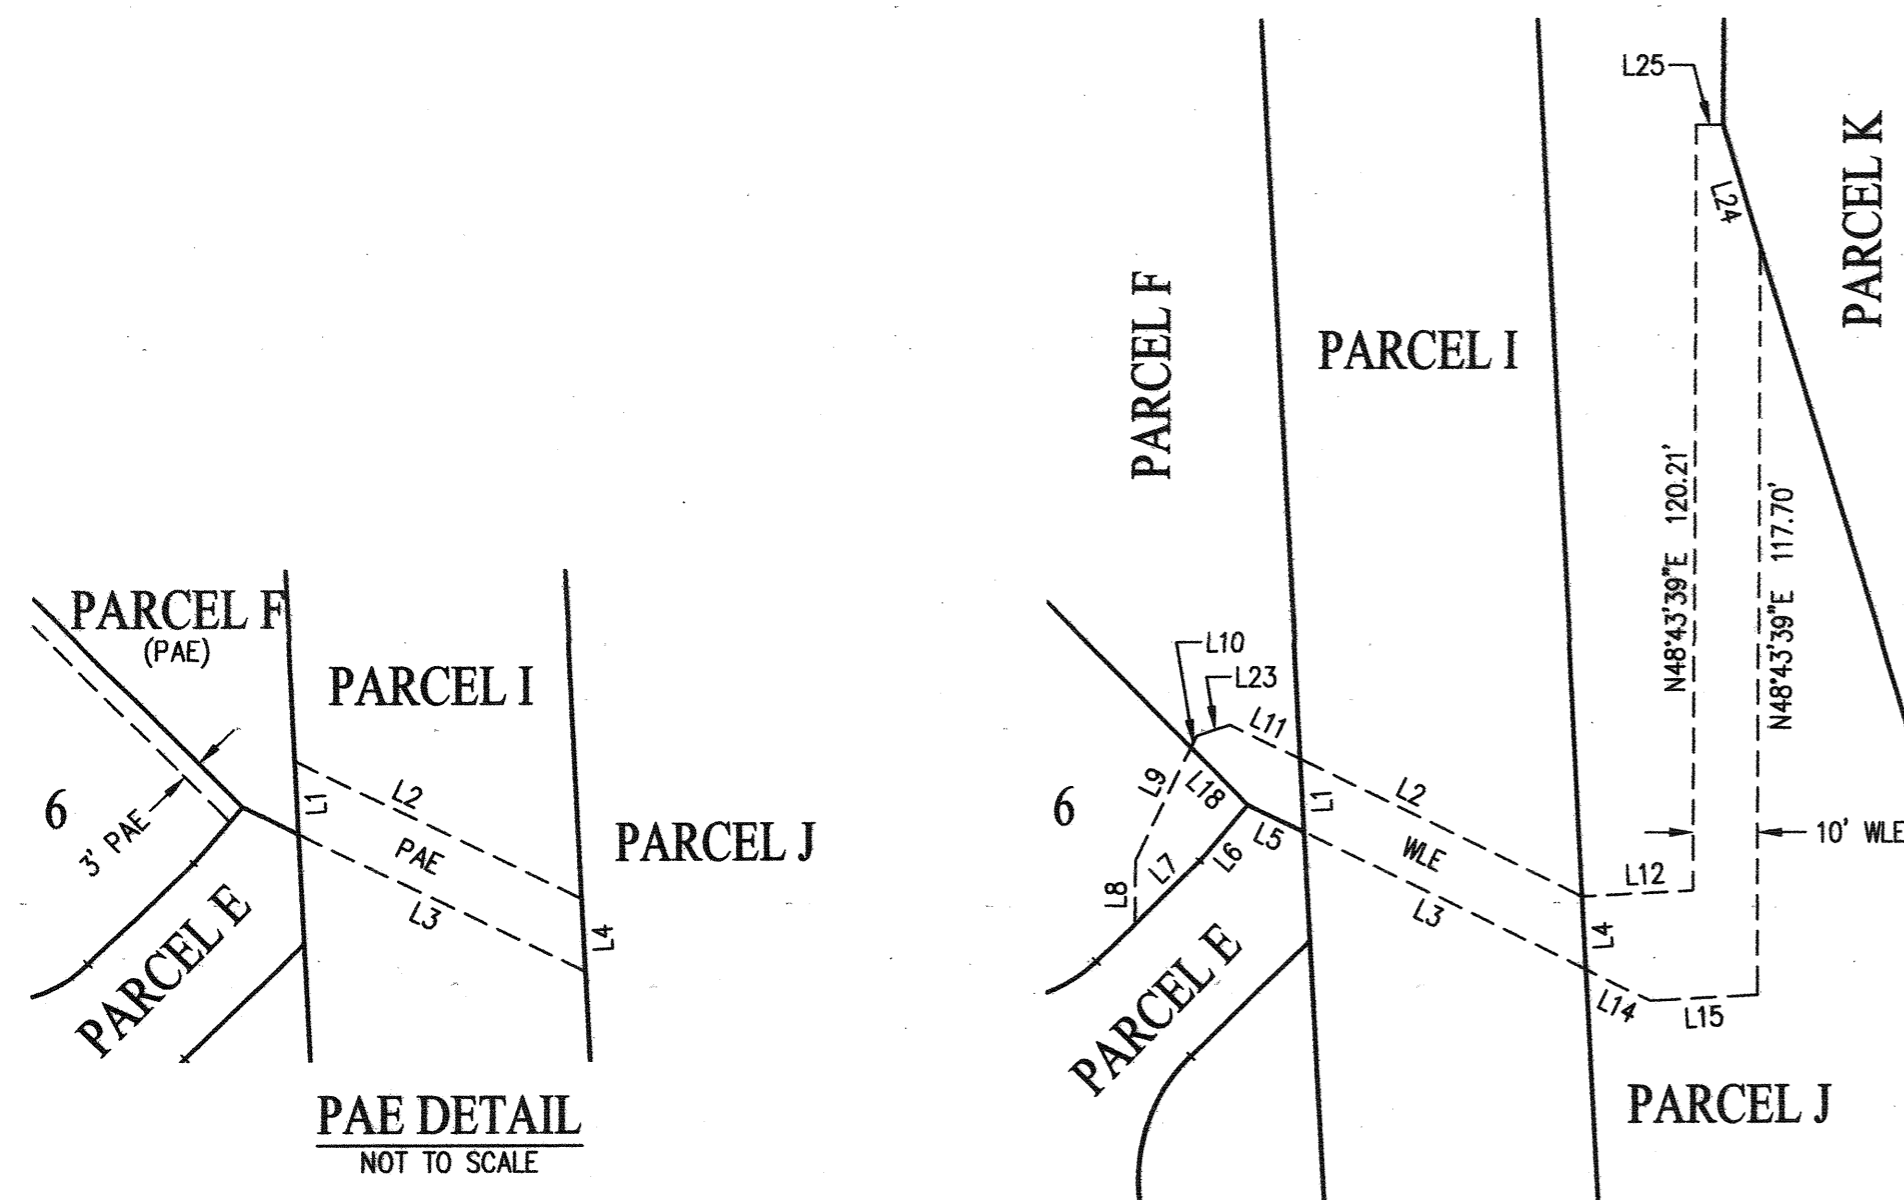 PARCEL F
(PAE)
PARCEL I
6
3' PAE
L1
L2
PAE
L3
L4
PARCEL J
PARCEL E
PAE DETAIL
NOT TO SCALE
L25
L24
PARCEL K
PARCEL F
PARCEL I
N48°43'39"E 120.21'
N48°43'39"E 117.70'
L10
L23
L11
L9
L18
6
L1
L2
10' WLE
L5
WLE
L12
L8
L7
L6
L3
L4
PARCEL E
L14
L15
PARCEL J